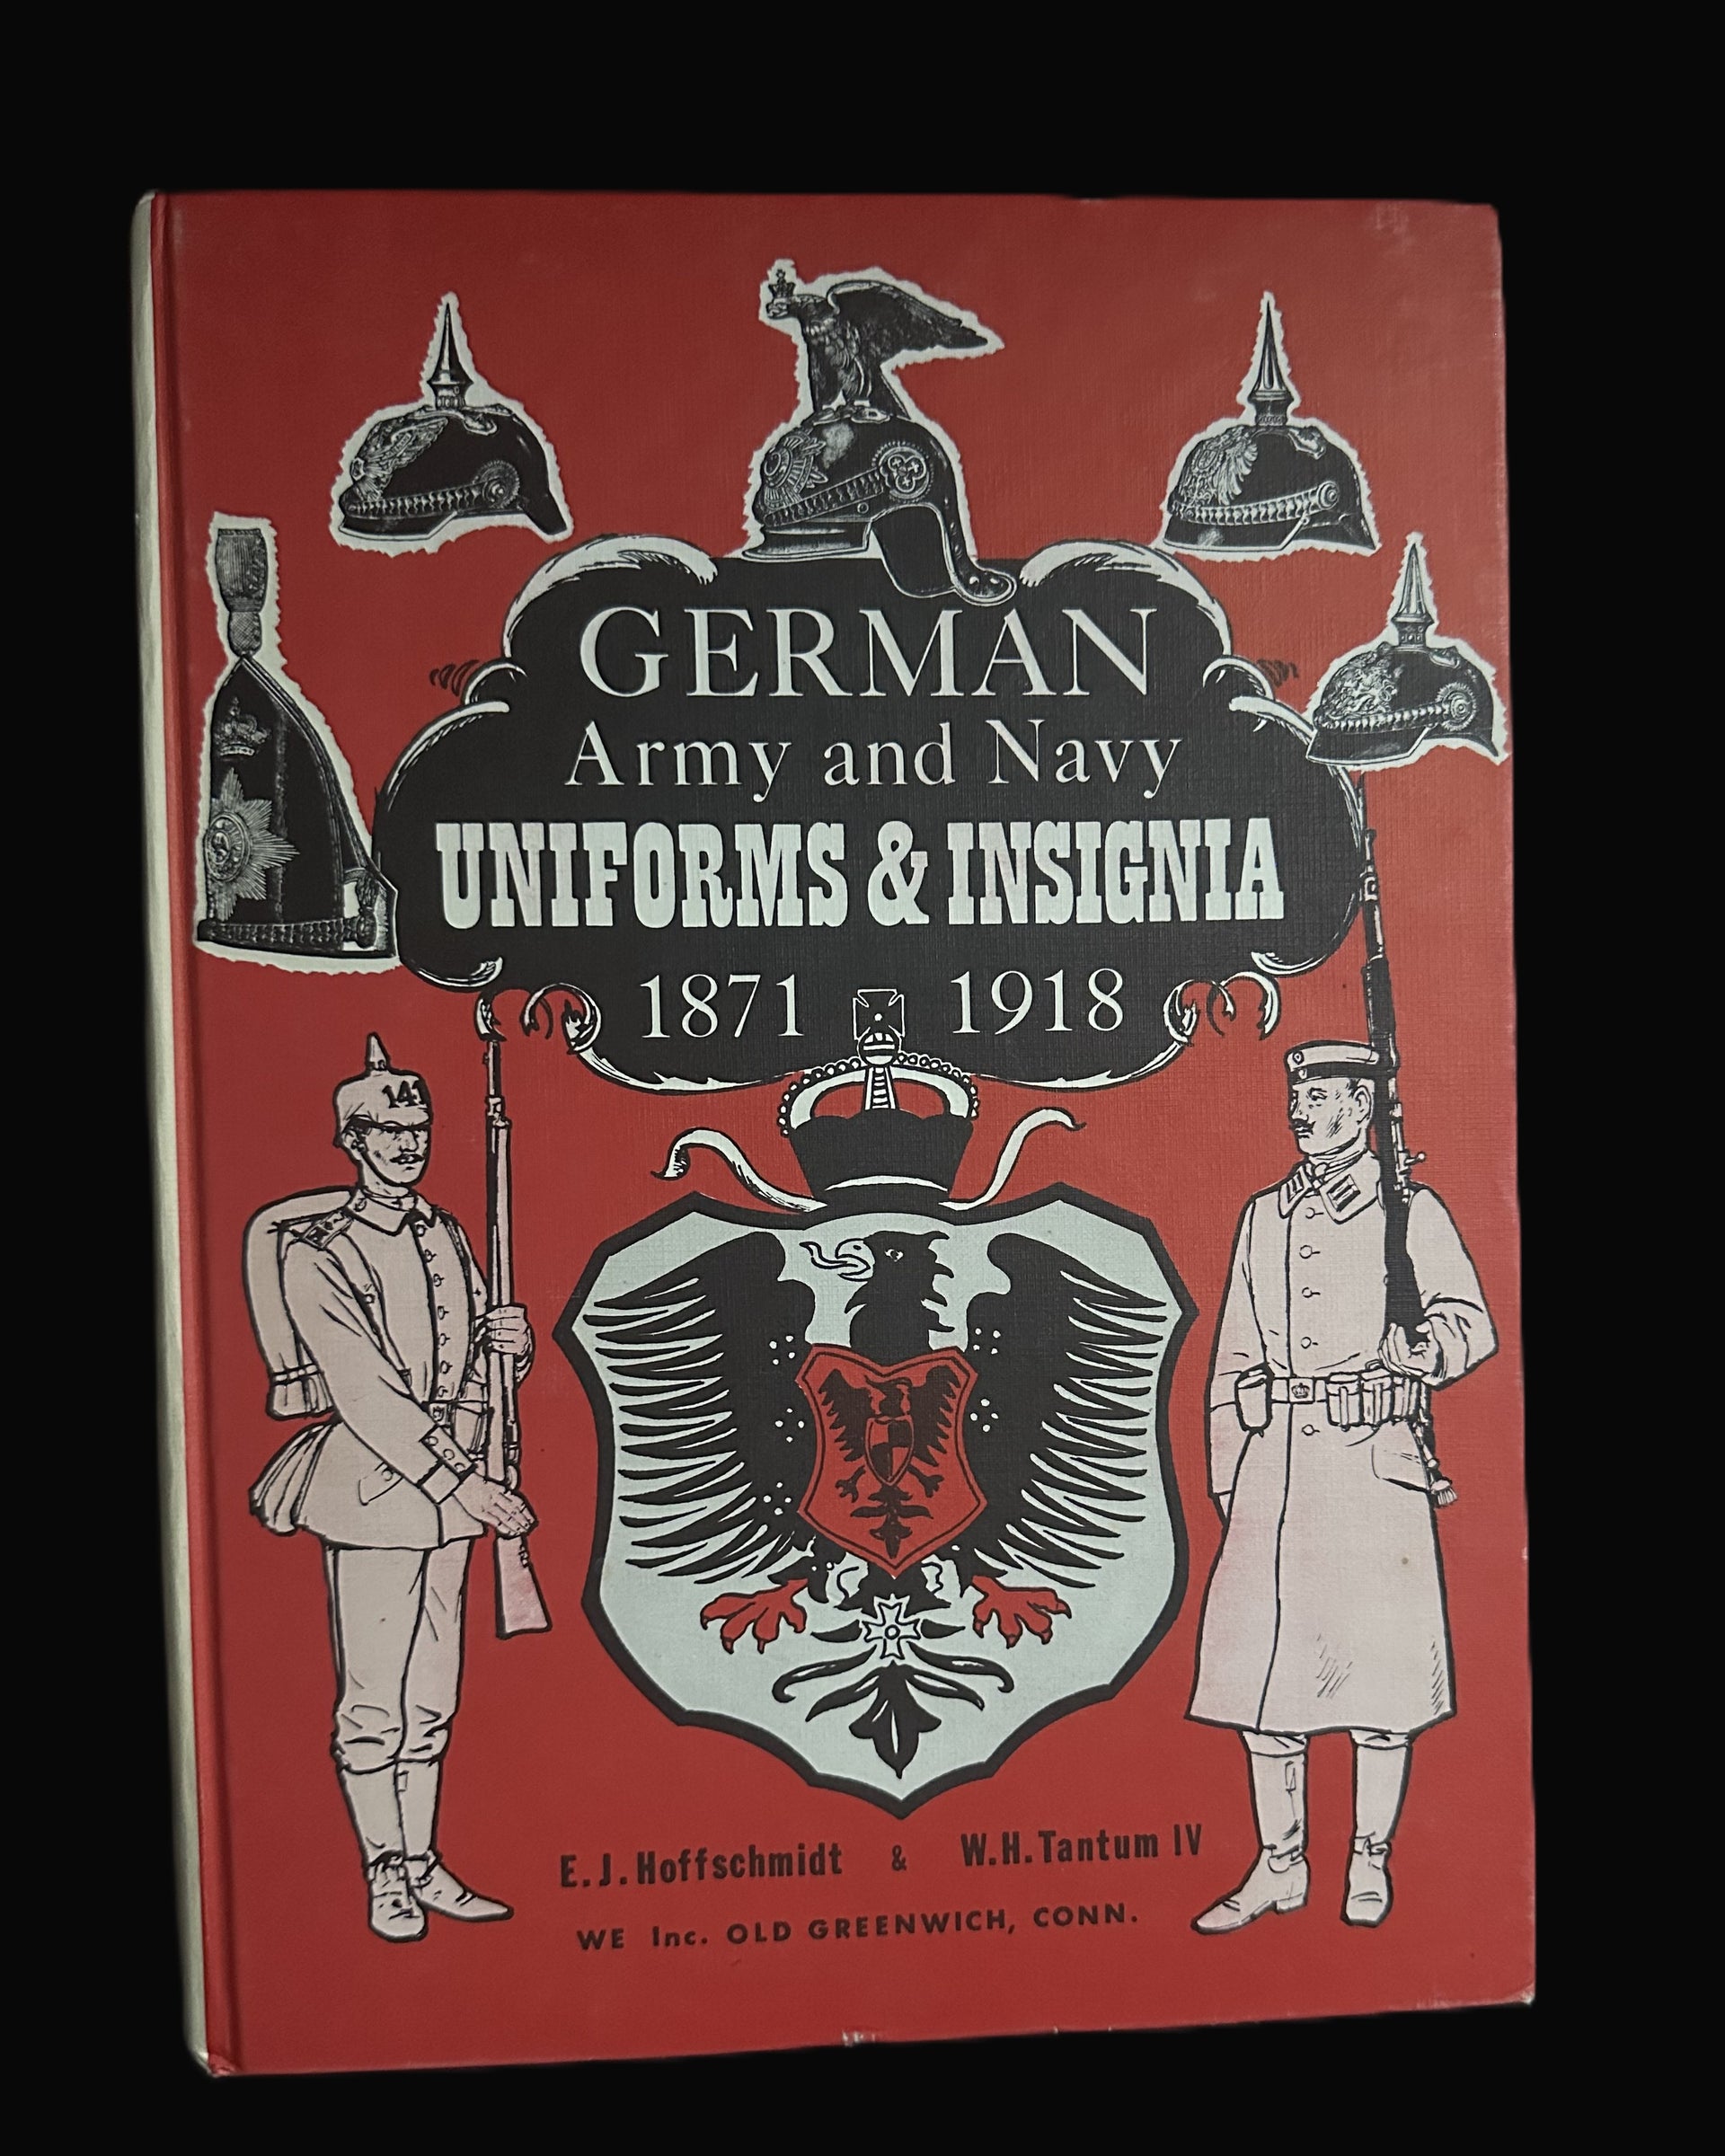 GERMAN
Army and Navy
UNIFORMS & INSIGNIA
1871 1918
141
E.J. Hoffschmidt & W.H. Tantum IV
WE Inc. OLD GREENWICH, CONN.